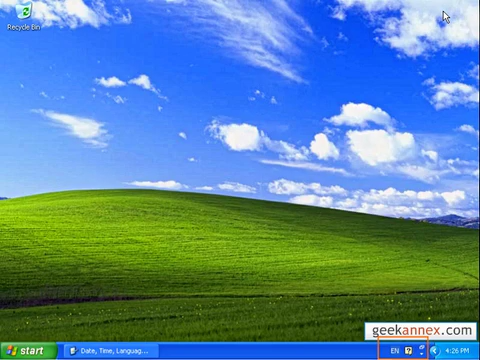 Recycle Bin
geekannex.com
start
Date, Time, Languag...
EN
?
4:26 PM